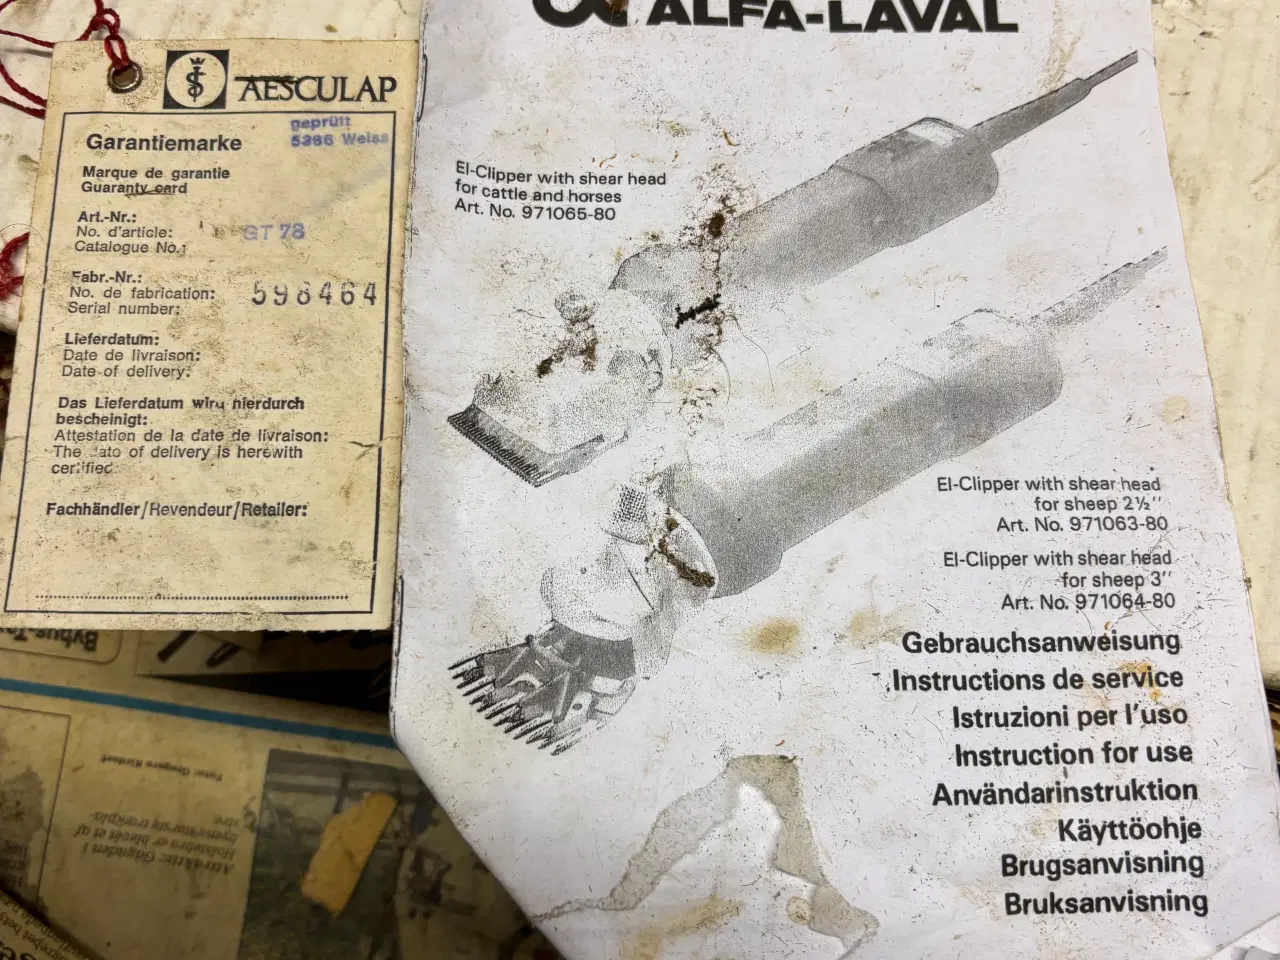 AESCULAP
geprüft
5386 Weiss
Garantiemarke
Marque de garantie
Guaranty card
Art.-Nr.:
No. d'article:
Catalogue No.:
GT 78
Fabr.-Nr.:
No. de fabrication:
Serial number:
598464
Lieferdatum:
Date de livraison:
Date of delivery:
Das Lieferdatum wird hierdurch
bescheinigt:
Attestation de la date de livraison:
The date of delivery is herewith
certified
Fachhändler/Revendeur/Retailer:
ALFA-LAVAL
El-Clipper with shear head
for cattle and horses
Art. No. 971065-80
El-Clipper with shear head
for sheep 2½''
Art. No. 971063-80
El-Clipper with shear head
for sheep 3''
Art. No. 971064-80
Gebrauchsanweisung
Instructions de service
Istruzioni per l'uso
Instruction for use
Användarinstruktion
Käyttöohje
Brugsanvisning
Bruksanvisning